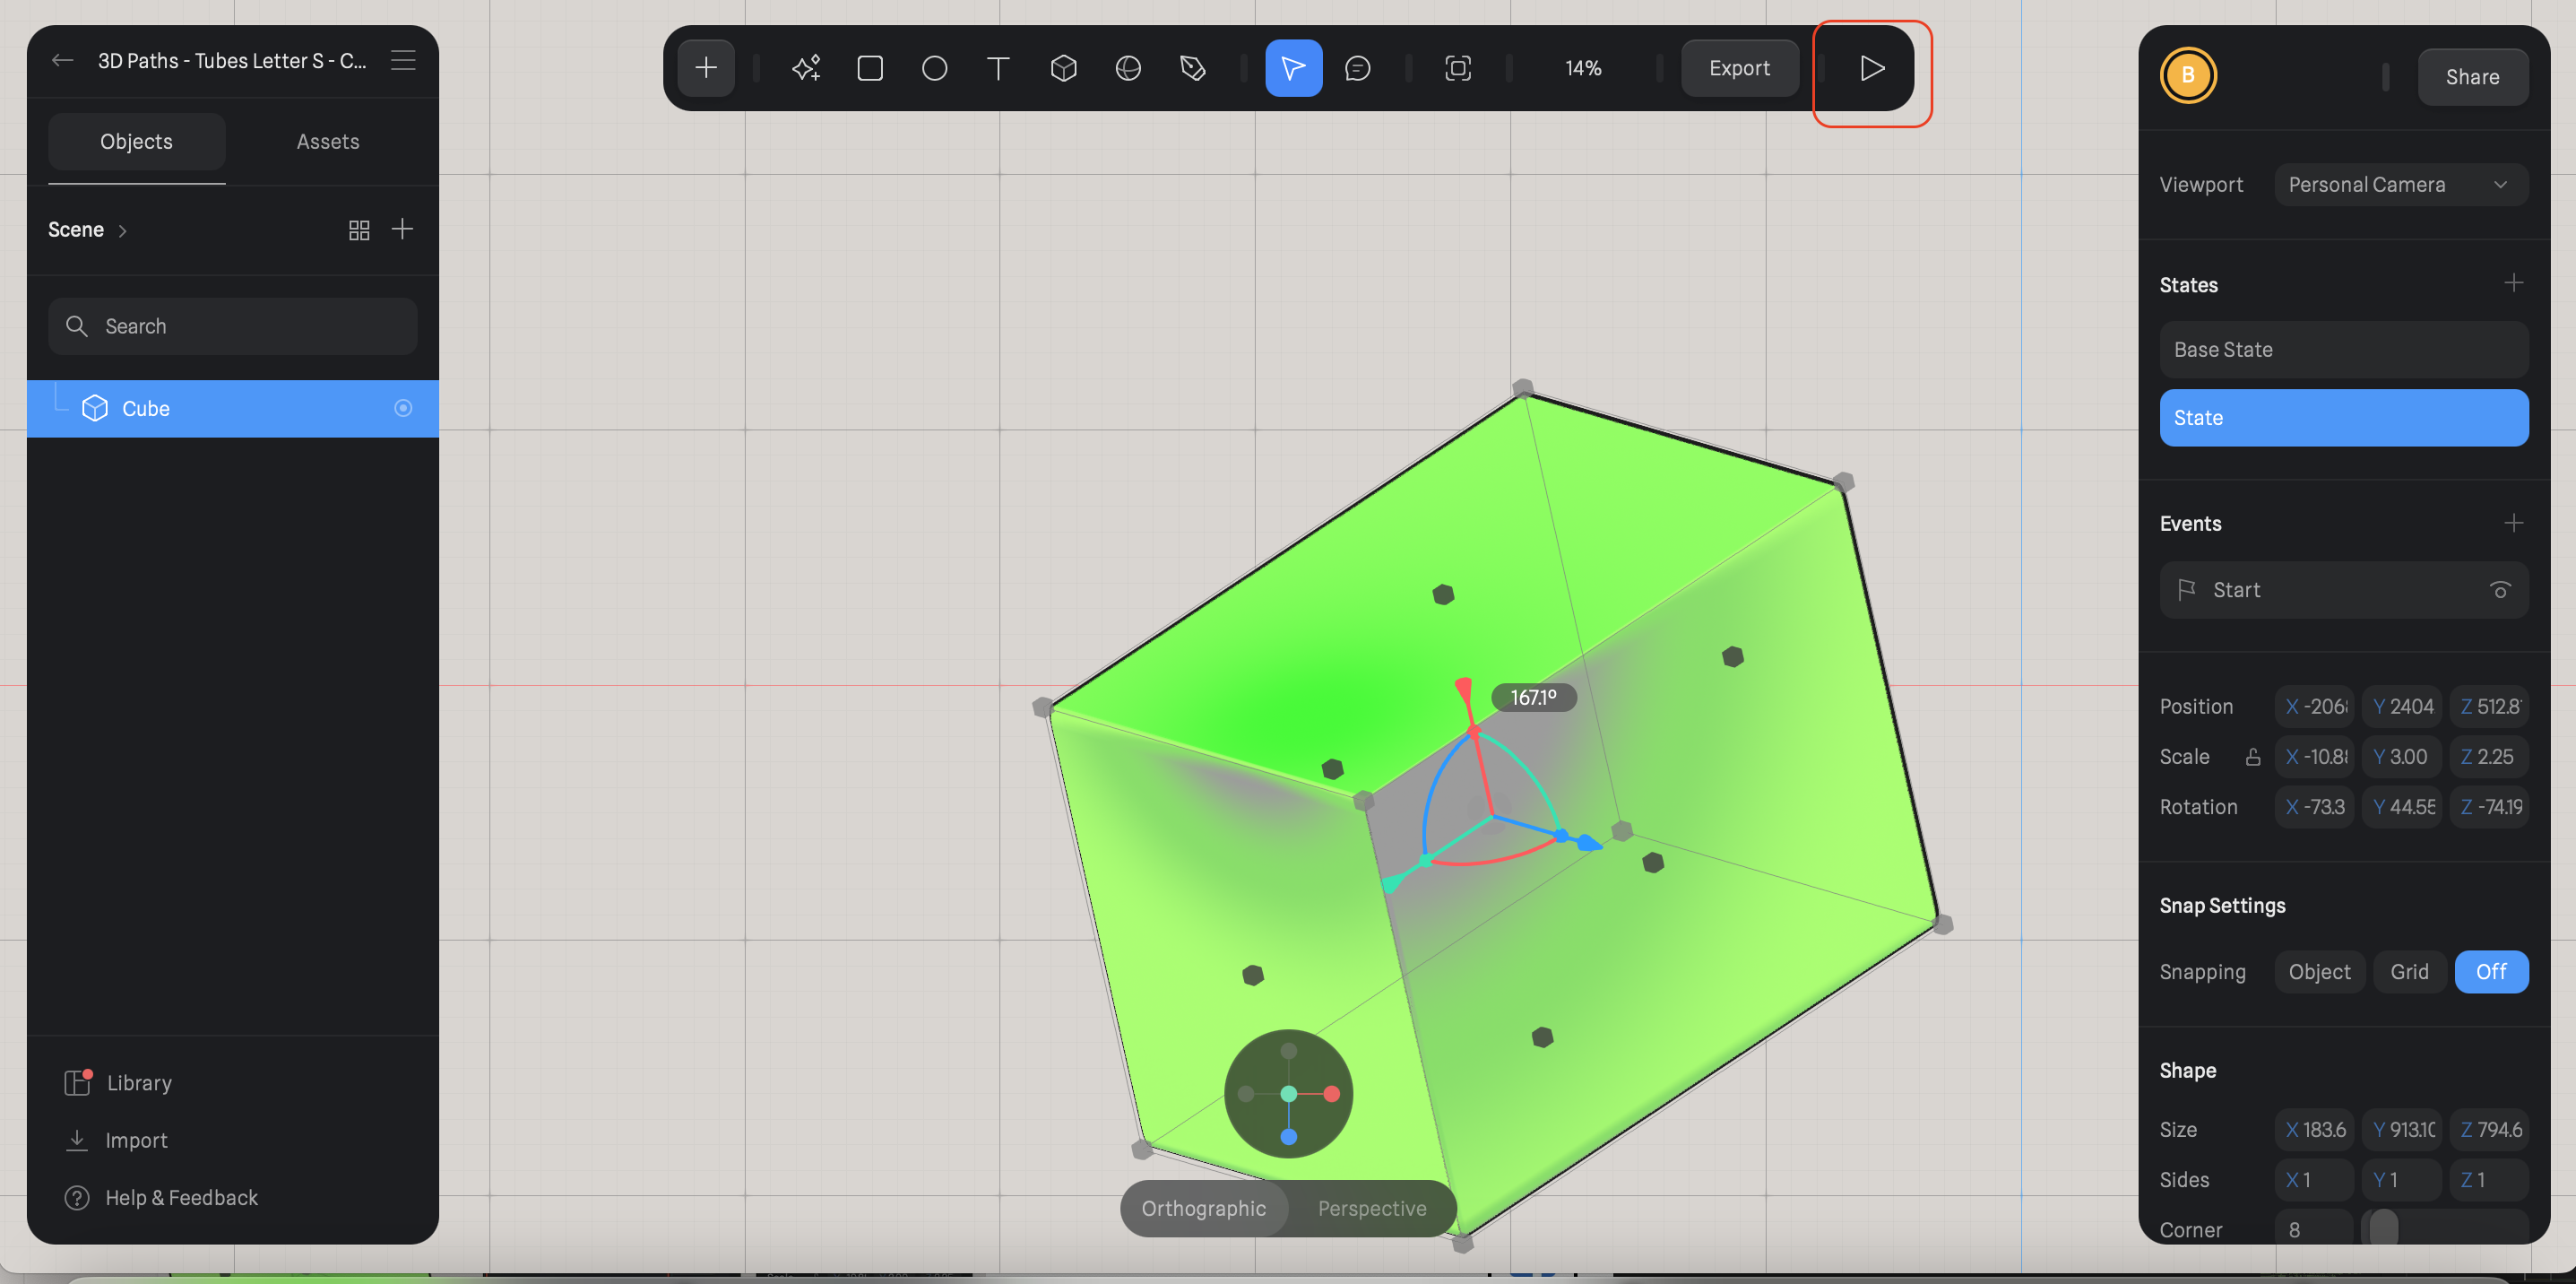 3D Paths - Tubes Letter S - C...
Objects
Assets
Scene
Search
Cube
Library
Import
Help & Feedback
14%
Export
167.1°
Orthographic
Perspective
B
Share
Viewport
Personal Camera
States
Base State
State
Events
Start
Position X -206 Y 2404 Z 512.8
Scale X -10.8 Y 3.00 Z 2.25
Rotation X -73.3 Y 44.55 Z -74.19
Snap Settings
Snapping Object Grid Off
Shape
Size X 183.6 Y 913.10 Z 794.6
Sides X 1 Y 1 Z 1
Corner 8